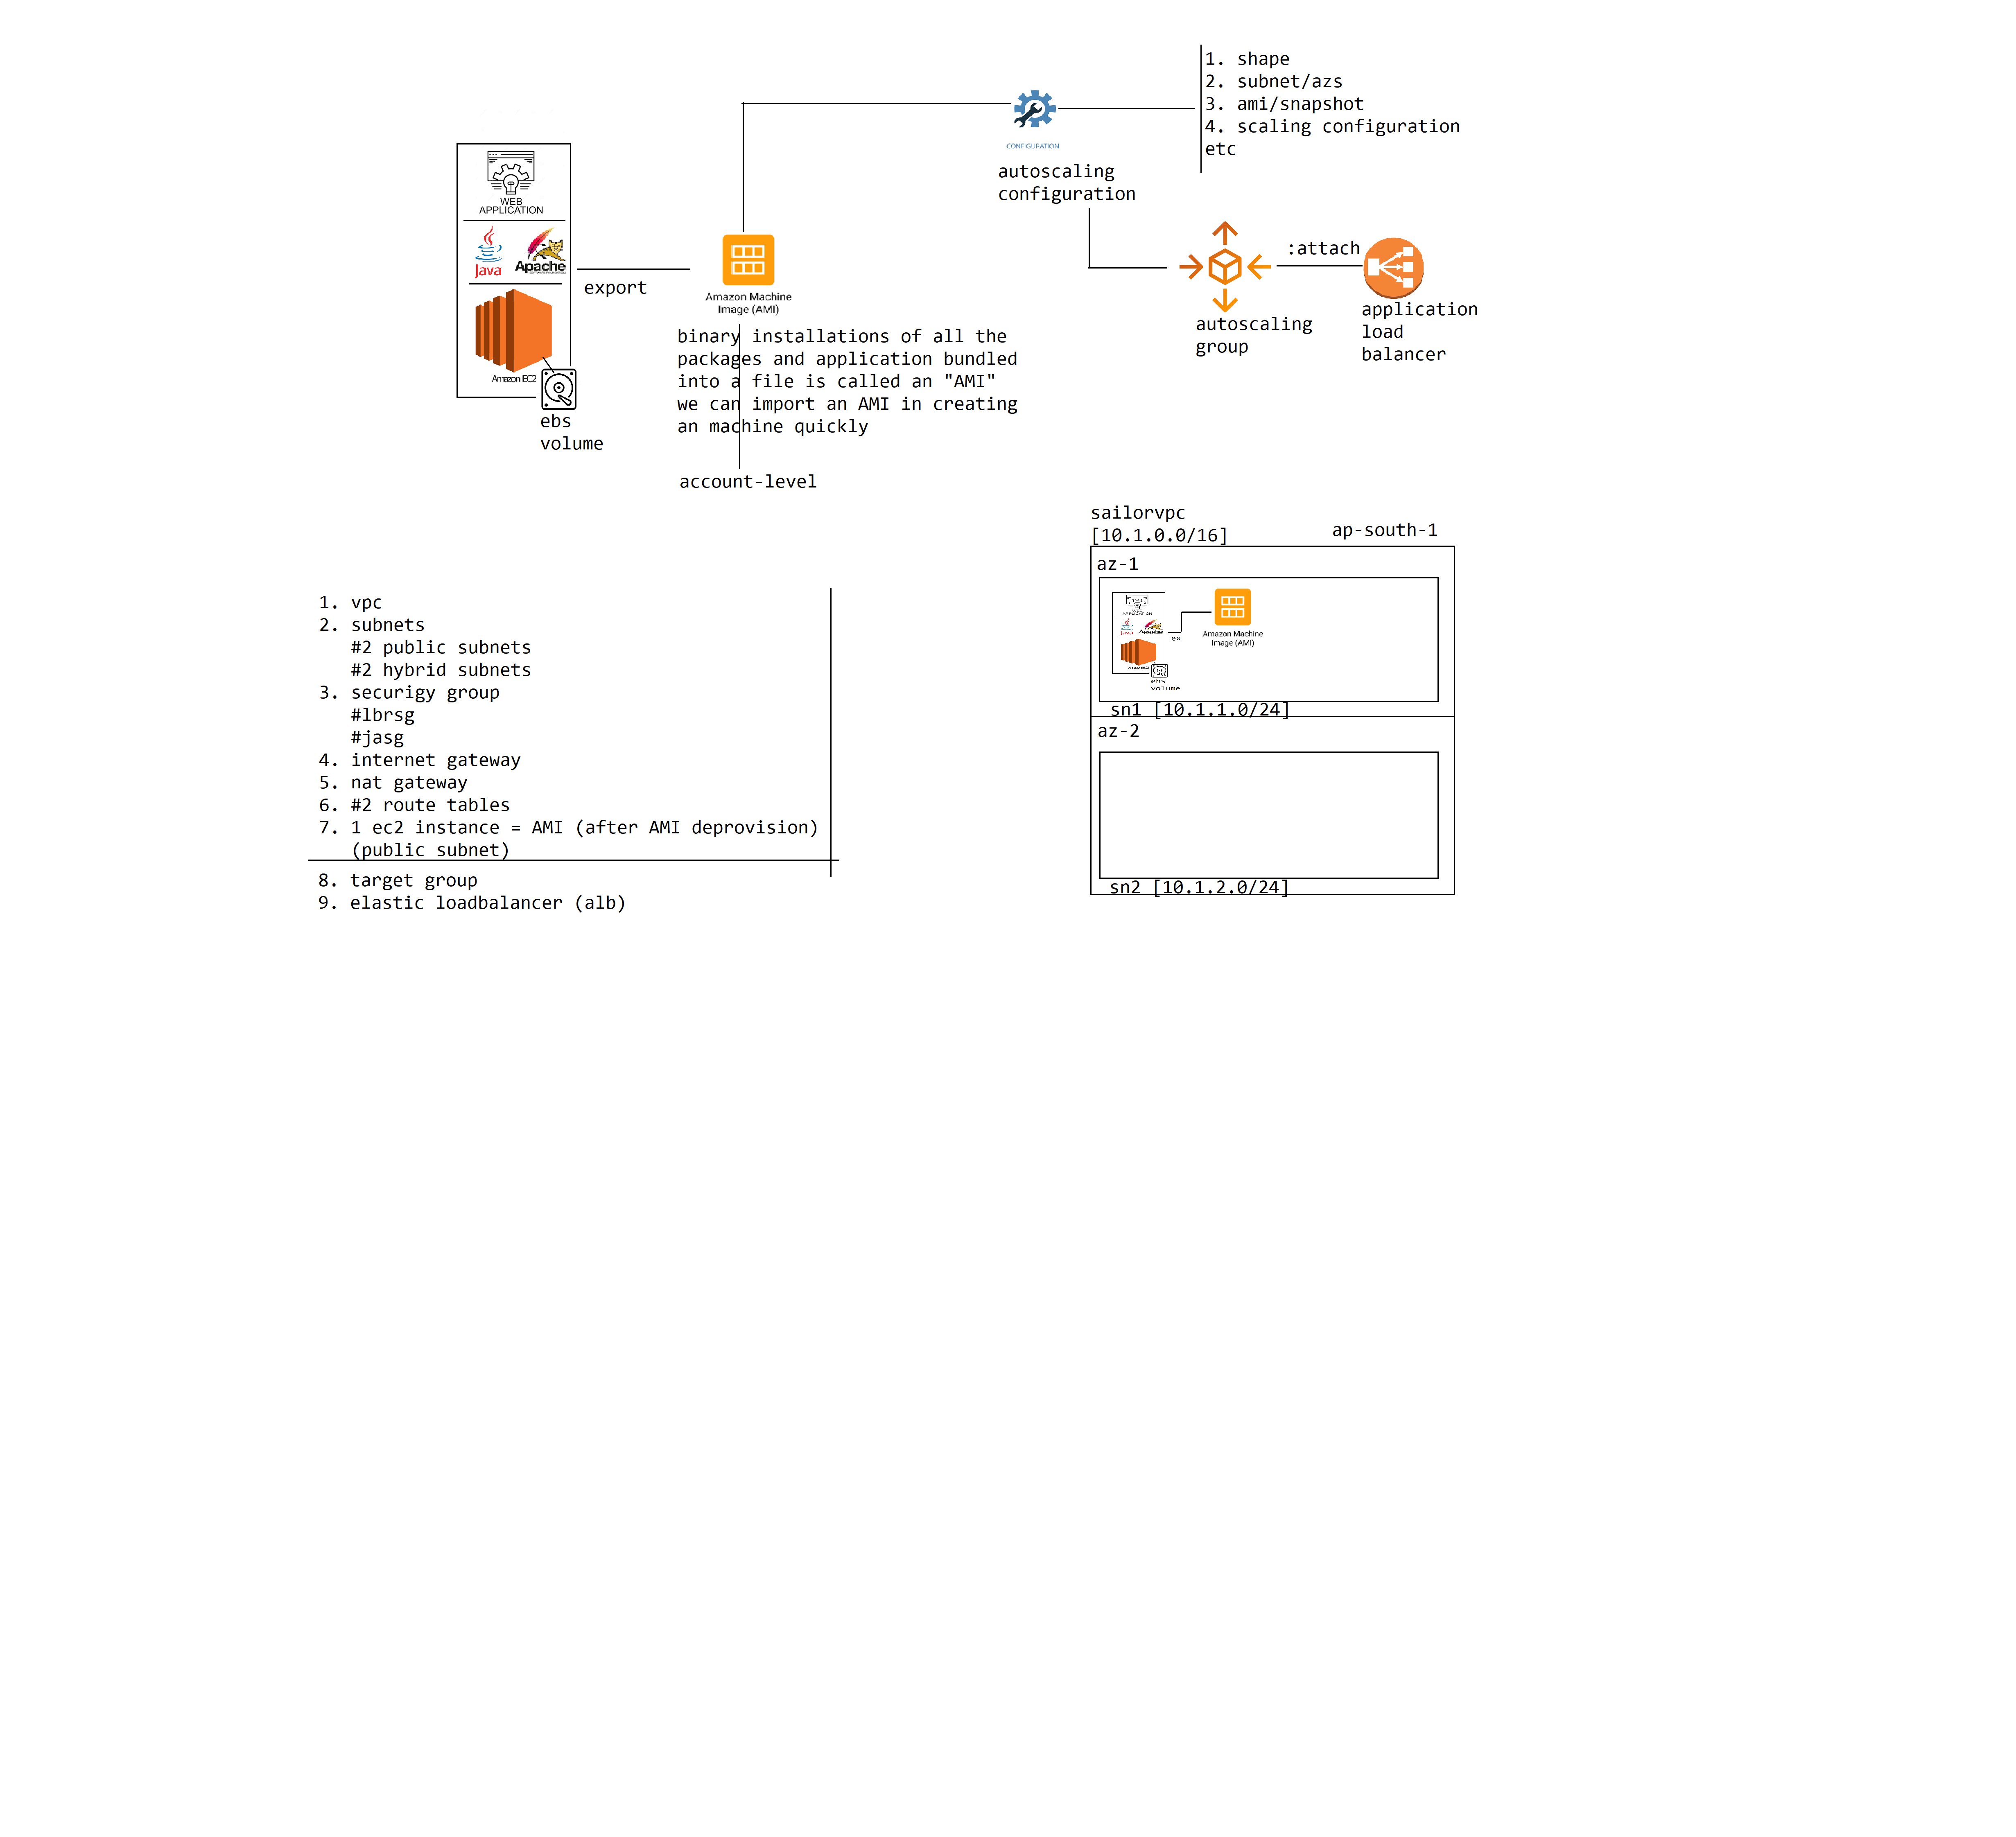 1. shape
2. subnet/azs
3. ami/snapshot
4. scaling configuration
etc
CONFIGURATION
autoscaling
configuration
WEB
APPLICATION
Java
Apache
Amazon EC2
ebs
volume
export
Amazon Machine
Image (AMI)
binary installations of all the
packages and application bundled
into a file is called an "AMI"
we can import an AMI in creating
an machine quickly
account-level
:attach
autoscaling
group
application
load
balancer
sailorvpc
[10.1.0.0/16]
ap-south-1
az-1
WEB
APPLICATION
Java
Apache
ebs
volume
ex
Amazon Machine
Image (AMI)
sn1 [10.1.1.0/24]
az-2
sn2 [10.1.2.0/24]
1. vpc
2. subnets
#2 public subnets
#2 hybrid subnets
3. securigy group
#lbrsg
#jasg
4. internet gateway
5. nat gateway
6. #2 route tables
7. 1 ec2 instance = AMI (after AMI deprovision)
(public subnet)
8. target group
9. elastic loadbalancer (alb)